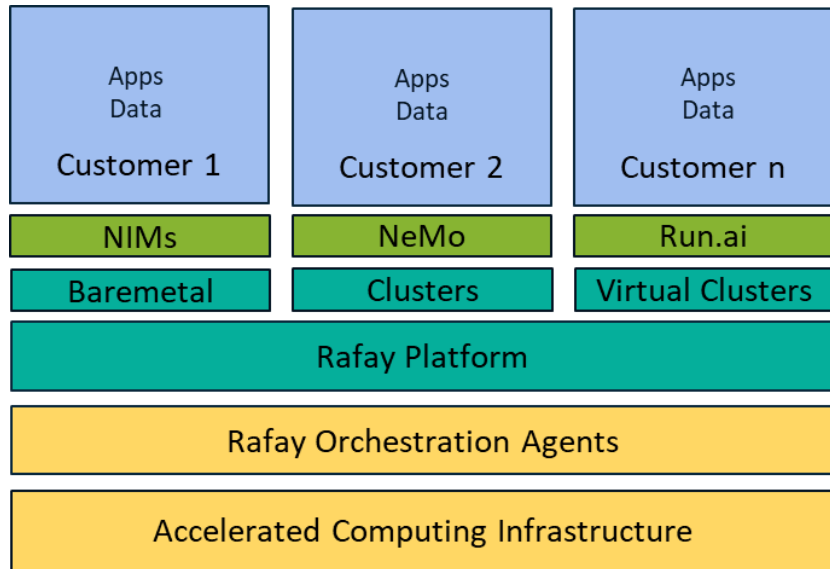 Apps
Data
Customer 1
Apps
Data
Customer 2
Apps
Data
Customer n
NIMs
NeMo
Run.ai
Baremetal
Clusters
Virtual Clusters
Rafay Platform
Rafay Orchestration Agents
Accelerated Computing Infrastructure